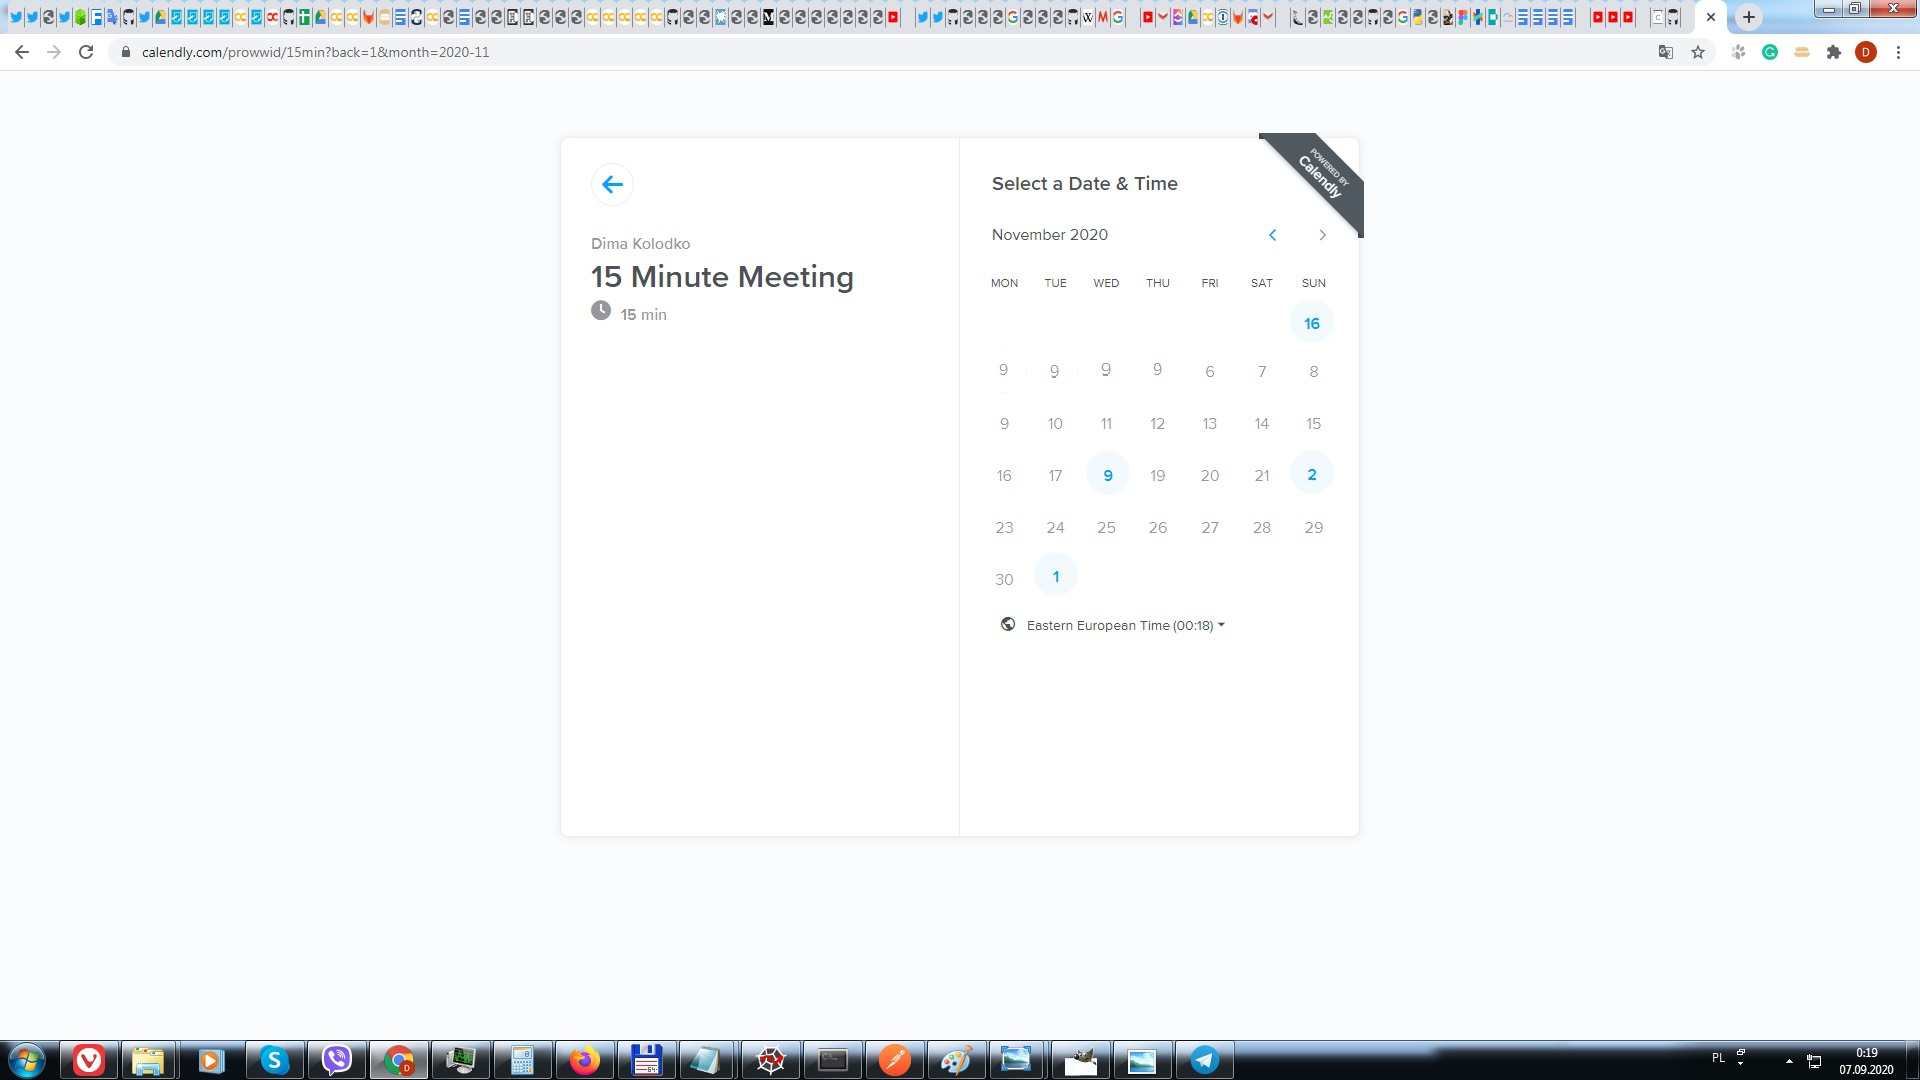 calendly.com/prowwid/15min?back=1&month=2020-11
D
POWERED BY
Calendly
Dima Kolodko
15 Minute Meeting
15 min
Select a Date & Time
November 2020
MON TUE WED THU FRI SAT SUN
16
9 9 9 9 6 7 8
9 10 11 12 13 14 15
16 17 9 19 20 21 2
23 24 25 26 27 28 29
30 1
Eastern European Time (00:18)
PL
0:19
07.09.2020